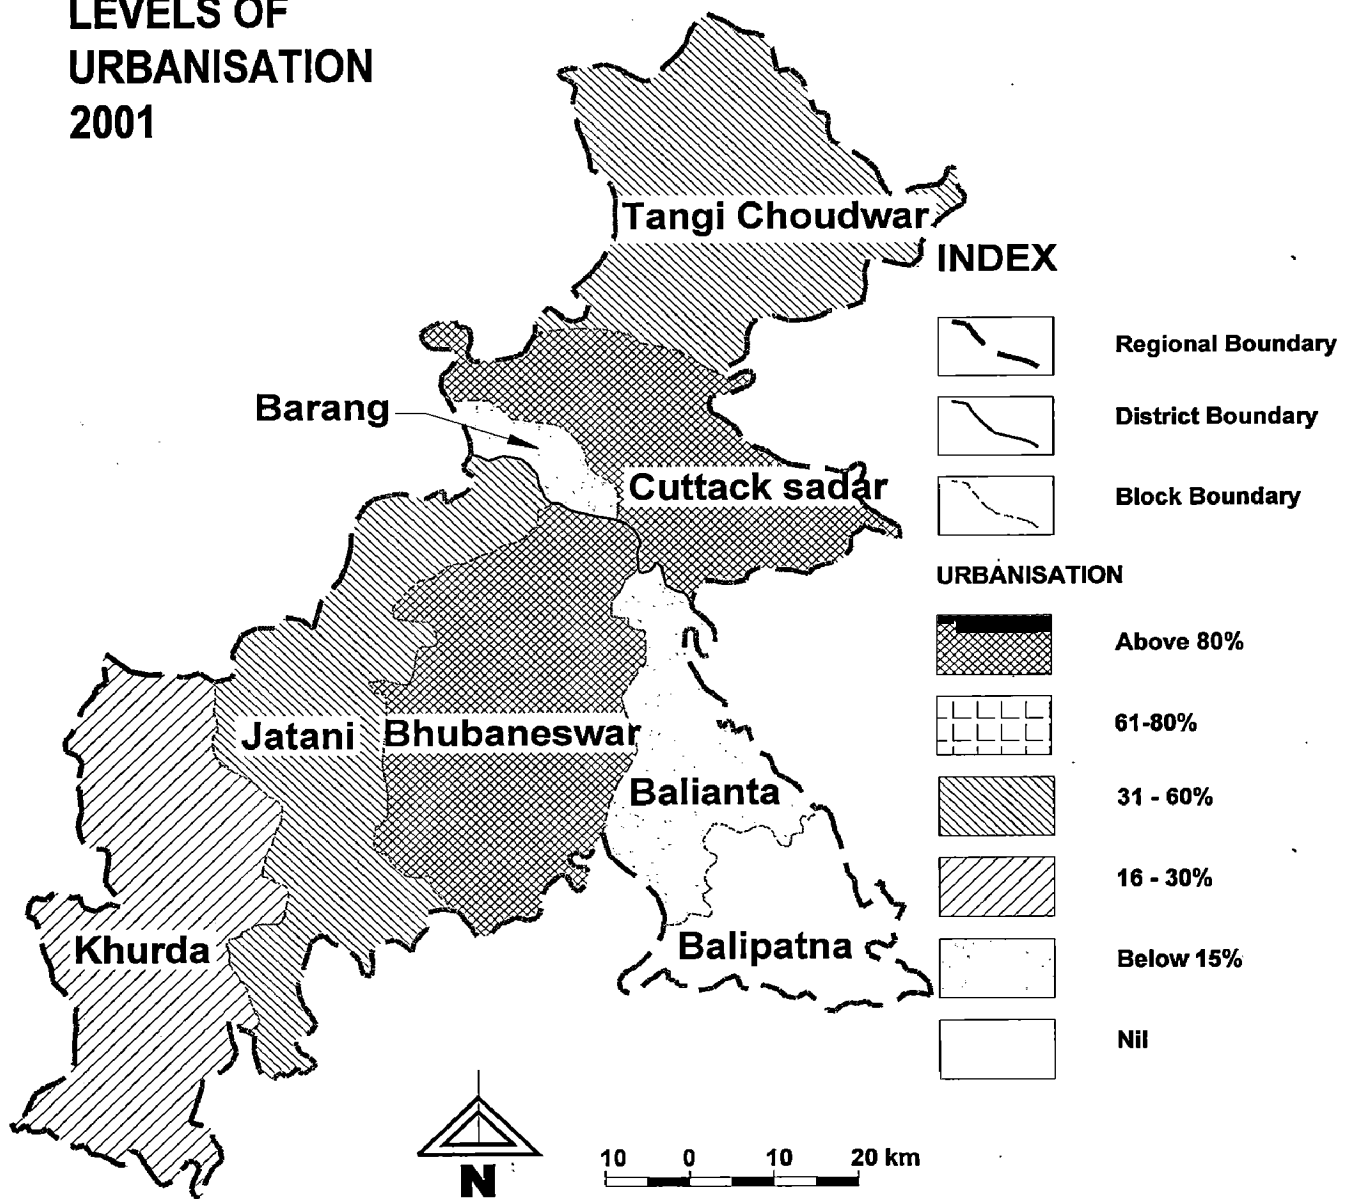 LEVELS OF
URBANISATION
2001
Tangi Choudwar
INDEX
Regional Boundary
Barang
District Boundary
Cuttack sadar
Block Boundary
URBANISATION
Above 80%
61-80%
Jatani
Bhubaneswar
Balianta
31 - 60%
16 - 30%
Khurda
Balipatna
Below 15%
Nil
N
10 0 10 20 km